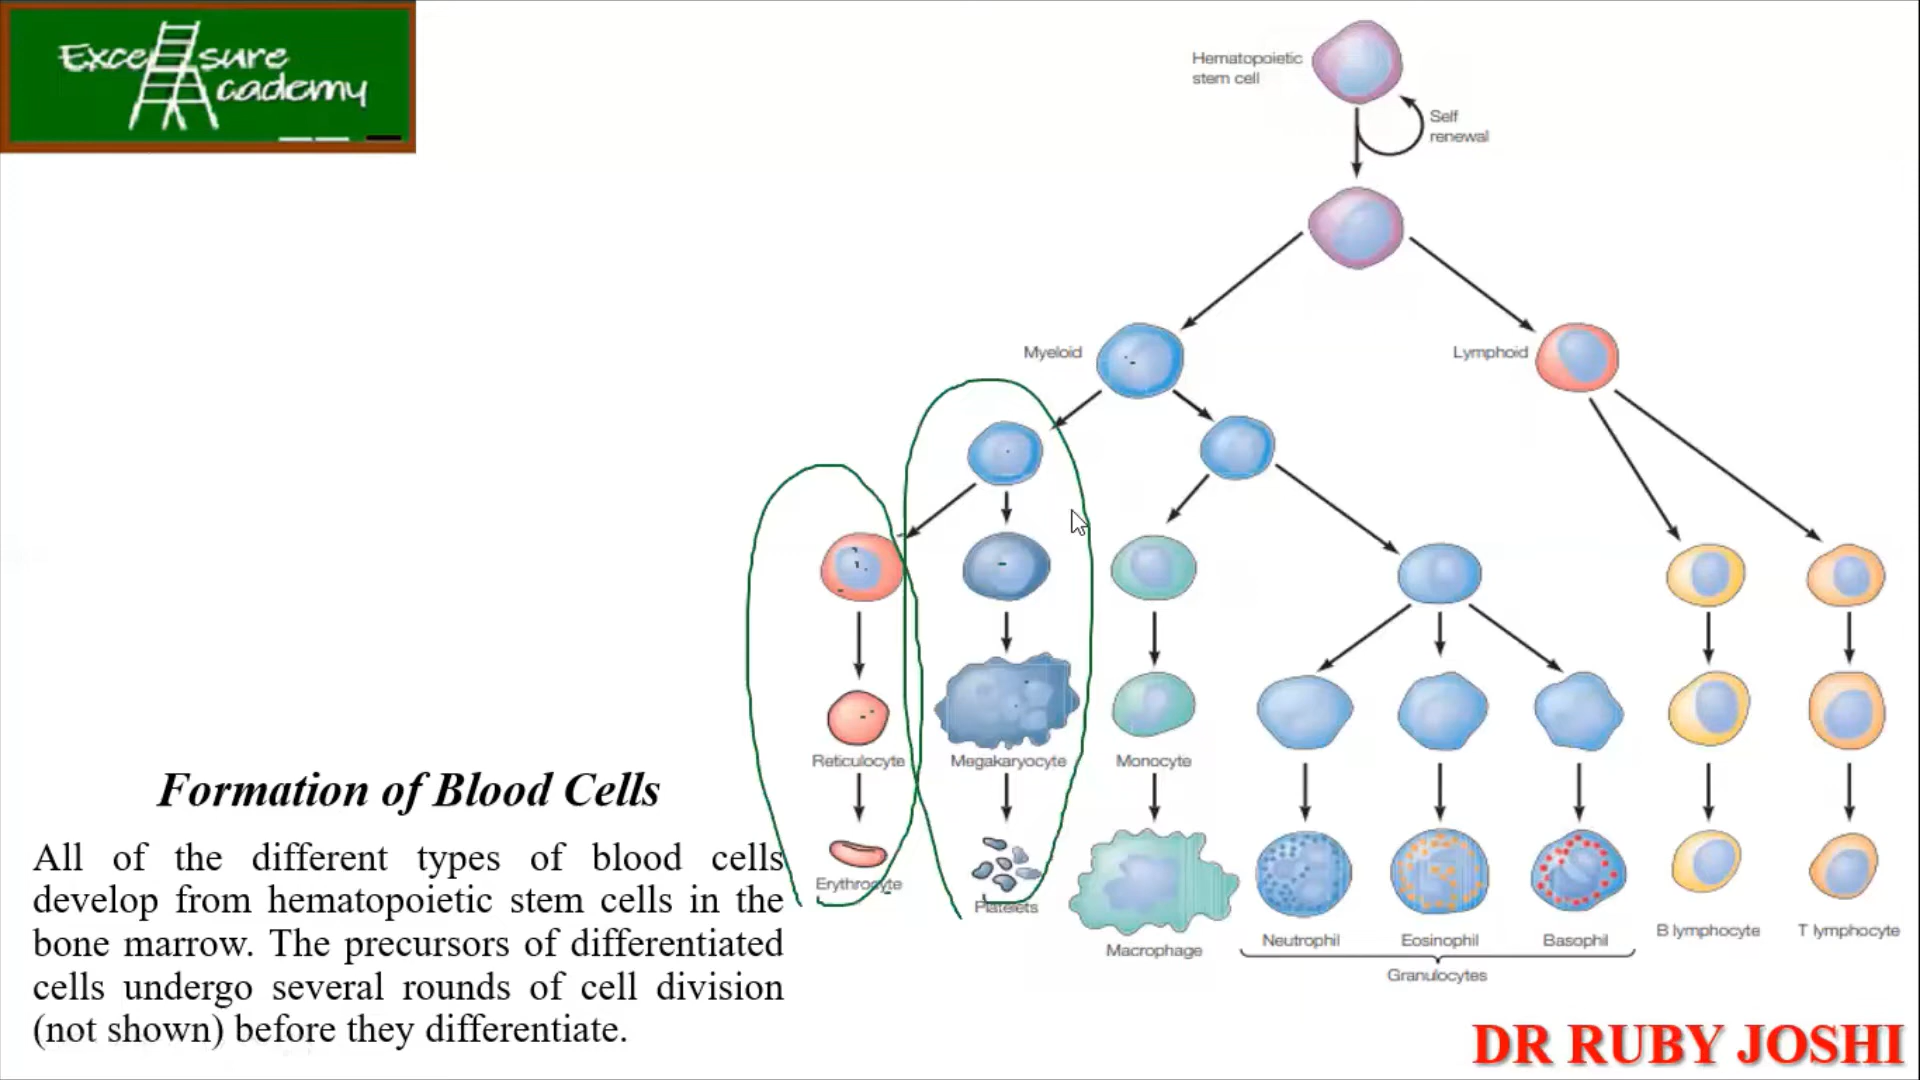 Excel sure
Academy
Hematopoietic
stem cell
Self
renewal
Myeloid
Lymphoid
Reticulocyte
Megakaryocyte
Monocyte
Erythrocyte
Platelets
Macrophage
Neutrophil
Eosinophil
Basophil
B lymphocyte
T lymphocyte
Granulocytes
Formation of Blood Cells
All of the different types of blood cells
develop from hematopoietic stem cells in the
bone marrow. The precursors of differentiated
cells undergo several rounds of cell division
(not shown) before they differentiate.
DR RUBY JOSHI